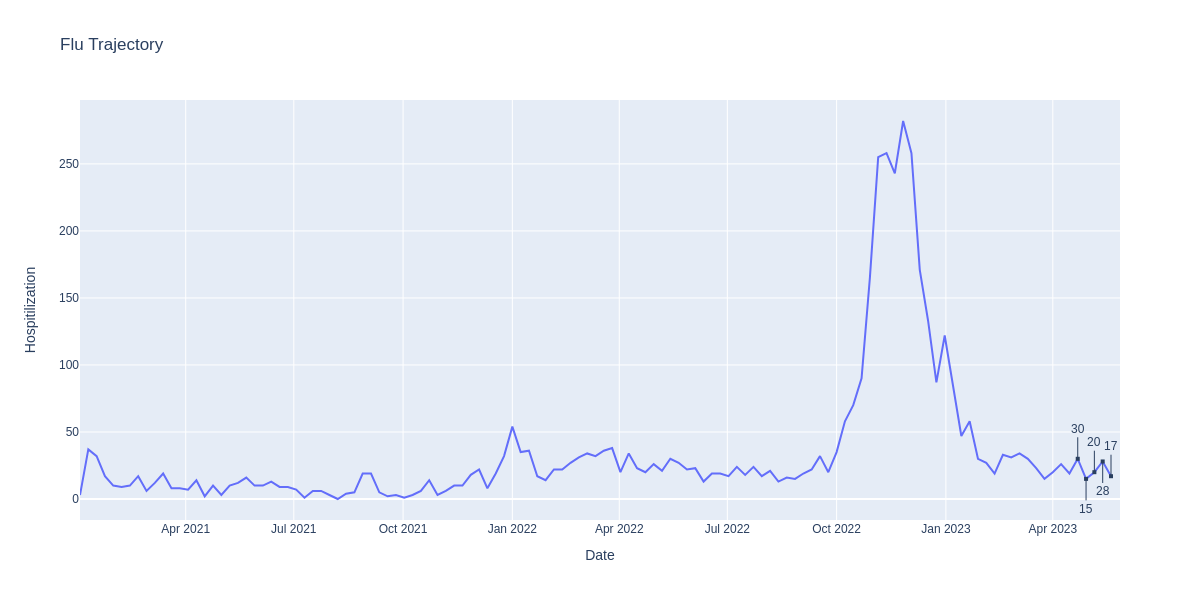 Flu Trajectory
250
200
150
100
50
0
Hospitilization
30
20
17
28
15
Apr 2021
Jul 2021
Oct 2021
Jan 2022
Apr 2022
Jul 2022
Oct 2022
Jan 2023
Apr 2023
Date